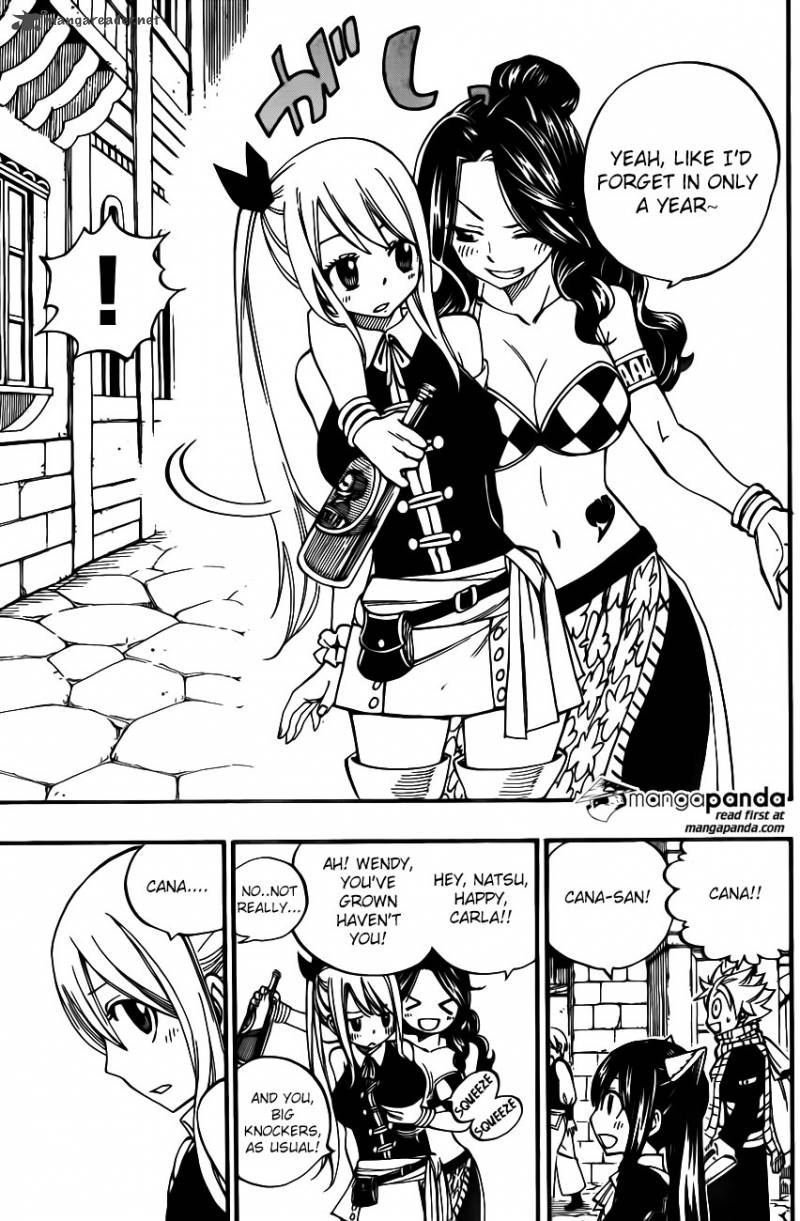 mangareader.net
ガシ
YEAH, LIKE I'D
FORGET IN ONLY
A YEAR~
!
AAA
mangapanda
read first at
mangapanda.com
CANA!!
CANA-SAN!
HEY, NATSU,
HAPPY,
CARLA!!
AH! WENDY,
YOU'VE
GROWN
HAVEN'T
YOU!
NO..NOT
REALLY...
SQUEEZE
SQUEEZE
AND YOU,
BIG
KNOCKERS,
AS USUAL!
CANA....